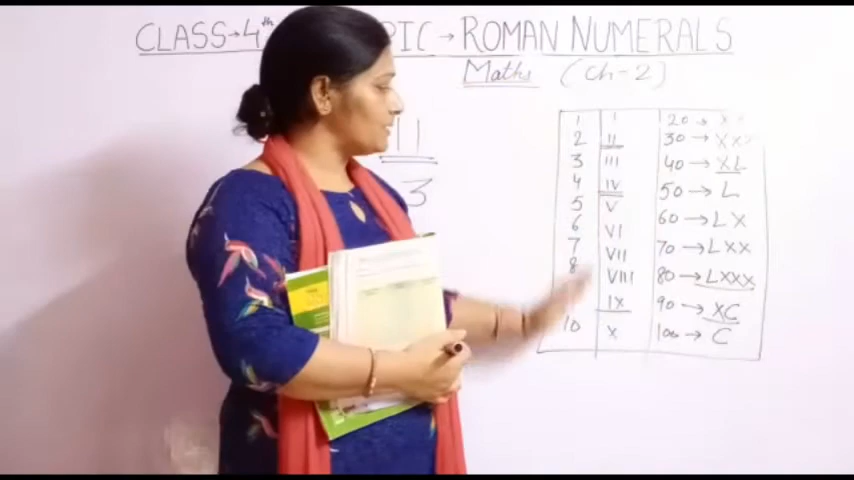 CLASS→4th PIC → ROMAN NUMERALS
Maths (Ch-2)
11
3
1 I 20 → X
2 II 30 → XX
3 III 40 → XL
4 IV 50 → L
5 V 60 → LX
6 VI 70 → LXX
7 VII 80 → LXXX
8 VIII 90 → XC
IX 100 → C
10 X